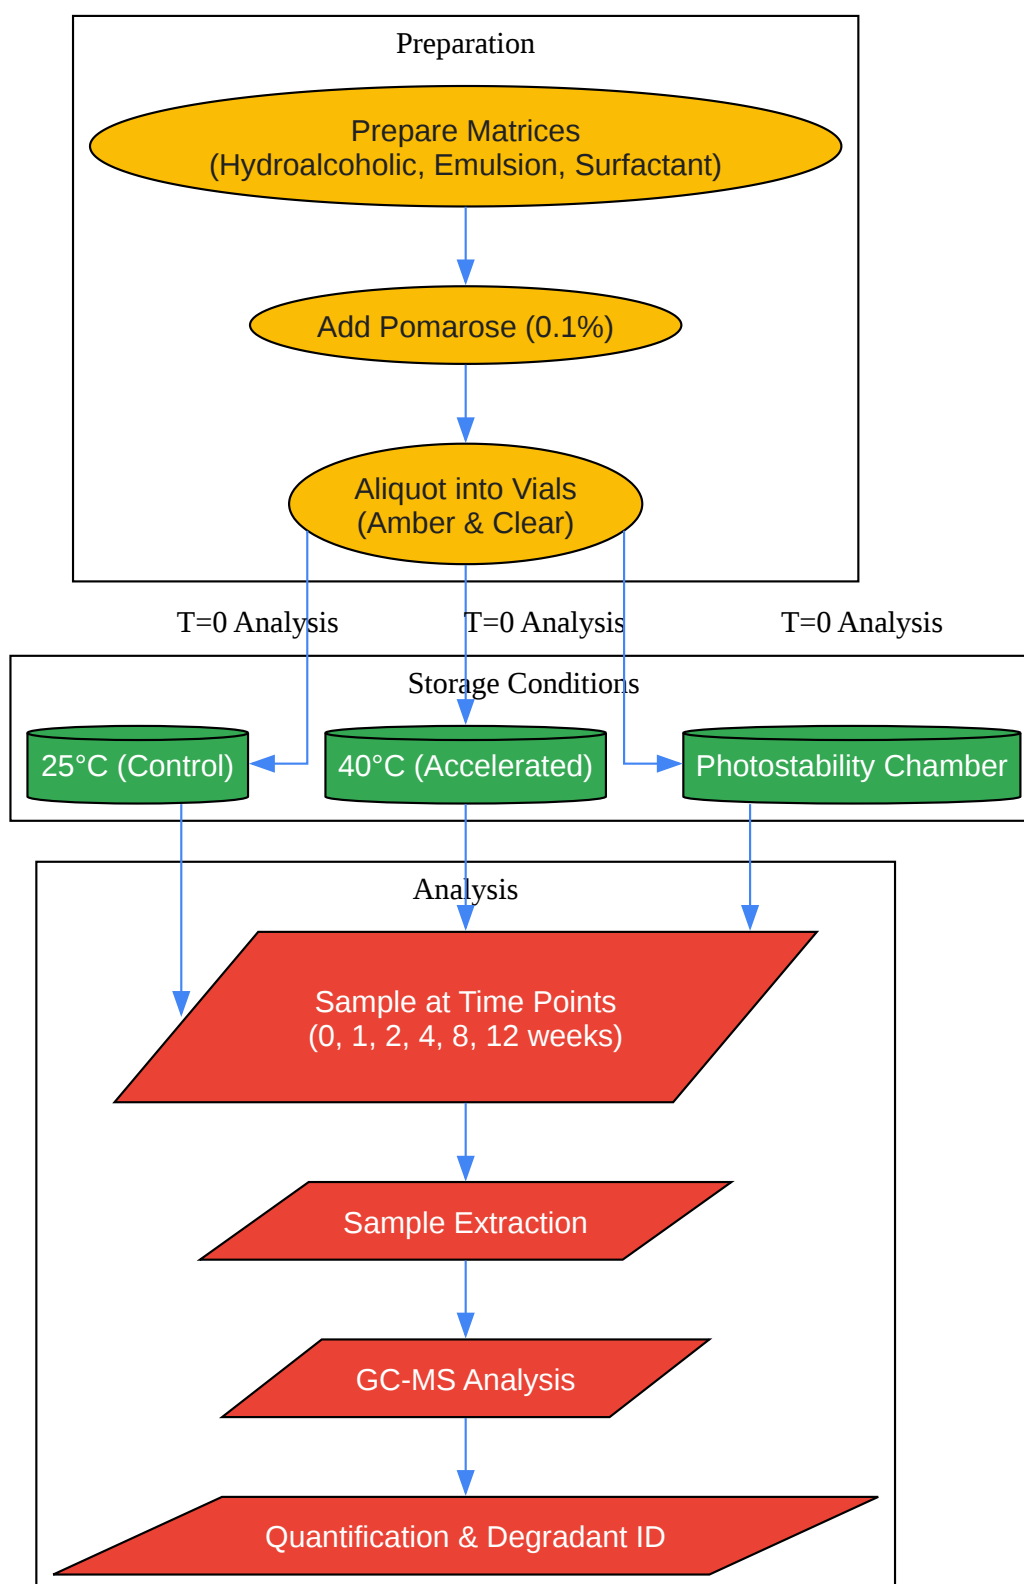 Preparation
Prepare Matrices
(Hydroalcoholic, Emulsion, Surfactant)
Add Pomarose (0.1%)
Aliquot into Vials
(Amber & Clear)
T=0 Analysis
T=0 Analysis
T=0 Analysis
Storage Conditions
25°C (Control)
40°C (Accelerated)
Photostability Chamber
Analysis
Sample at Time Points
(0, 1, 2, 4, 8, 12 weeks)
Sample Extraction
GC-MS Analysis
Quantification & Degradant ID